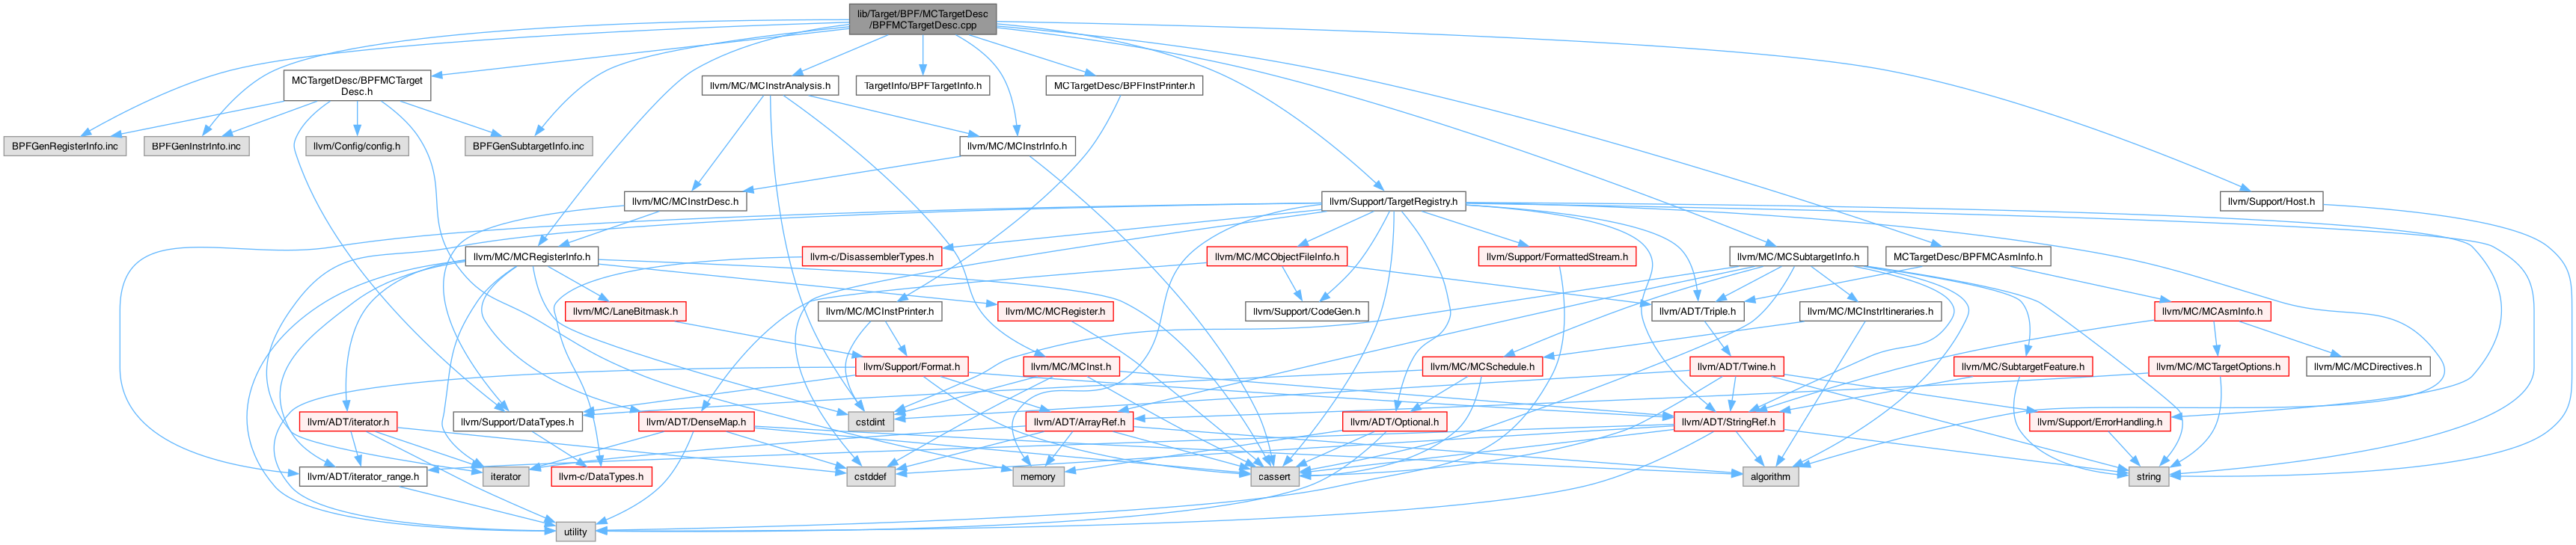 lib/Target/BPF/MCTargetDesc
/BPFMCTargetDesc.cpp
MCTargetDesc/BPFMCTarget
Desc.h
llvm/MC/MCInstrAnalysis.h
TargetInfo/BPFTargetInfo.h
MCTargetDesc/BPFInstPrinter.h
BPFGenRegisterInfo.inc
BPFGenInstrInfo.inc
llvm/Config/config.h
BPFGenSubtargetInfo.inc
llvm/MC/MCInstrInfo.h
llvm/MC/MCInstrDesc.h
llvm/Support/TargetRegistry.h
llvm/Support/Host.h
llvm/MC/MCRegisterInfo.h
llvm-c/DisassemblerTypes.h
llvm/MC/MCObjectFileInfo.h
llvm/Support/FormattedStream.h
llvm/MC/MCSubtargetInfo.h
MCTargetDesc/BPFMCAsmInfo.h
llvm/MC/LaneBitmask.h
llvm/MC/MCInstPrinter.h
llvm/MC/MCRegister.h
llvm/Support/CodeGen.h
llvm/ADT/Triple.h
llvm/MC/MCInstrItineraries.h
llvm/MC/MCAsmInfo.h
llvm/Support/Format.h
llvm/MC/MCInst.h
llvm/MC/MCSchedule.h
llvm/ADT/Twine.h
llvm/MC/SubtargetFeature.h
llvm/MC/MCTargetOptions.h
llvm/MC/MCDirectives.h
llvm/ADT/iterator.h
llvm/Support/DataTypes.h
llvm/ADT/DenseMap.h
cstdint
llvm/ADT/ArrayRef.h
llvm/ADT/Optional.h
llvm/ADT/StringRef.h
llvm/Support/ErrorHandling.h
llvm/ADT/iterator_range.h
iterator
llvm-c/DataTypes.h
cstddef
memory
cassert
algorithm
string
utility